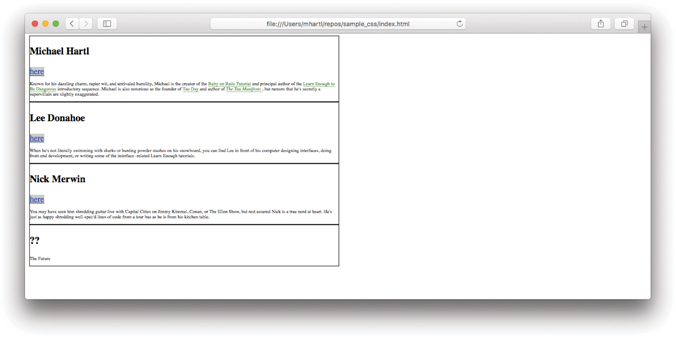 file:///Users/mhartl/repos/sample_css/index.html
Michael Hartl
here
Known for his dazzling charm, rapier wit, and unrivaled humility, Michael is the creator of the Ruby on Rails Tutorial and principal author of the Learn Enough to
Be Dangerous introductory sequence. Michael is also notorious as the founder of Tau Day and author of The Tau Manifesto, but rumors that he's secretly a
supervillain are slightly exaggerated.
Lee Donahoe
here
When he's not literally swimming with sharks or hunting powder stashes on his snowboard, you can find Lee in front of his computer designing interfaces, doing
front-end development, or writing some of the interface-related Learn Enough tutorials.
Nick Merwin
here
You may have seen him shredding guitar live with Capital Cities on Jimmy Kimmel, Conan, or The Ellen Show, but rest assured Nick is a true nerd at heart. He's
just as happy shredding well-spec'd lines of code from a tour bus as he is from his kitchen table.
??
The Future